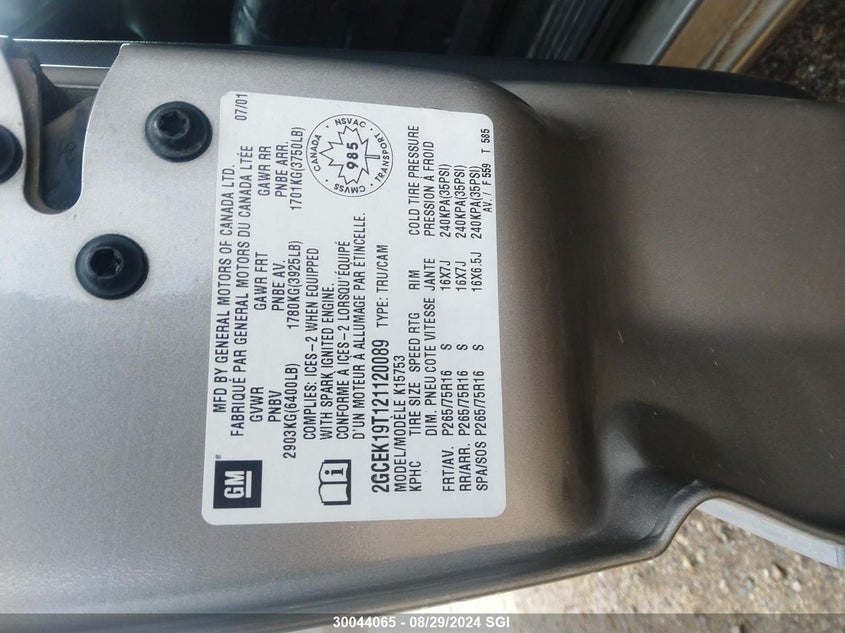 MFD BY GENERAL MOTORS OF CANADA LTD. 07/01
FABRIQUÉ PAR GENERAL MOTORS DU CANADA LTÉE
GVWR GAWR FRT GAWR RR
PNBV PNBE AV. PNBE ARR.
2903KG(6400LB) 1780KG(3925LB) 1701KG(3750LB)
GM
COMPLIES: ICES-2 WHEN EQUIPPED
WITH SPARK IGNITED ENGINE.
CONFORME À ICES-2 LORSQU'ÉQUIPÉ
D'UN MOTEUR À ALLUMAGE PAR ÉTINCELLE.
CANADA NSVAC
985
CMVSS TRANSPORT
2GCEK19T121120089 TYPE: TRU/CAM
MODEL/MODÈLE K15753
KPHC TIRE SIZE SPEED RTG RIM COLD TIRE PRESSURE
DIM. PNEU COTE VITESSE JANTE PRESSION À FROID
FRT/AV. P265/75R16 S 16X7J 240KPA(35PSI)
RR/ARR. P265/75R16 S 16X7J 240KPA(35PSI)
SPA/SOS P265/75R16 S 16X6.5J 240KPA(35PSI)
AV. / F 559 T 585
30044065 - 08/29/2024 SGI